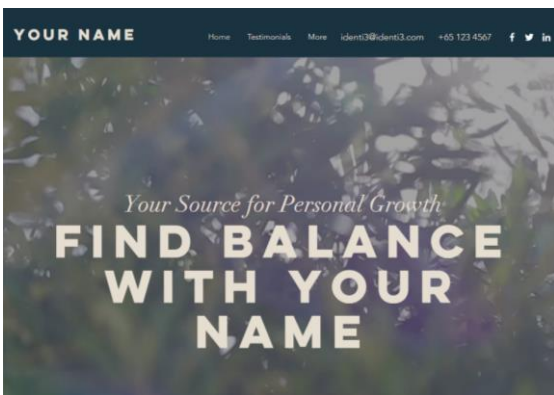 YOUR NAME
Home Testimonials More identi3@identi3.com +65 123 4567
Your Source for Personal Growth
FIND BALANCE
WITH YOUR
NAME